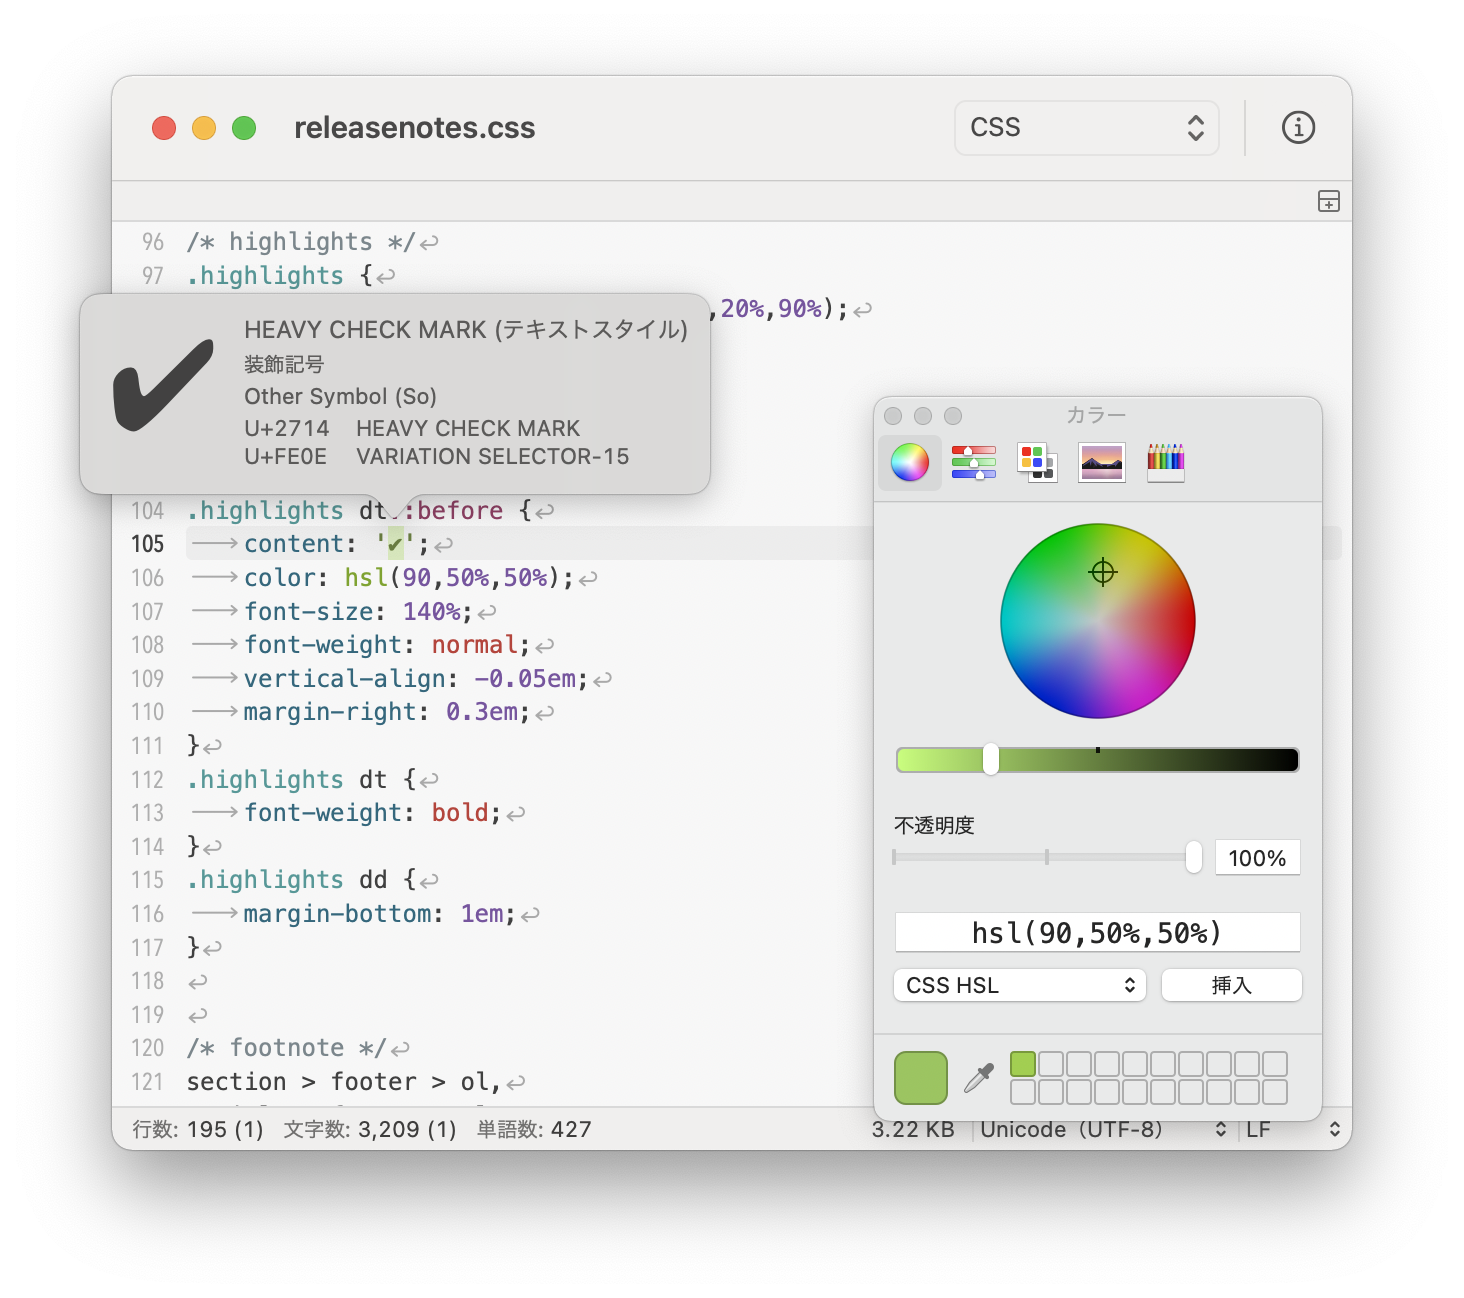 releasenotes.css
CSS
96 /* highlights */↩
97 .highlights {↩
,20%,90%);↩
HEAVY CHECK MARK (テキストスタイル)
装飾記号
Other Symbol (So)
U+2714 HEAVY CHECK MARK
U+FE0E VARIATION SELECTOR-15
104 .highlights dt::before {↩
105 content: '✔︎';↩
106 color: hsl(90,50%,50%);↩
107 font-size: 140%;↩
108 font-weight: normal;↩
109 vertical-align: -0.05em;↩
110 margin-right: 0.3em;↩
111 }↩
112 .highlights dt {↩
113 font-weight: bold;↩
114 }↩
115 .highlights dd {↩
116 margin-bottom: 1em;↩
117 }↩
118 ↩
119 ↩
120 /* footnote */↩
121 section > footer > ol,↩
行数: 195 (1) 文字数: 3,209 (1) 単語数: 427
3.22 KB Unicode (UTF-8) LF
カラー
不透明度
100%
hsl(90,50%,50%)
CSS HSL
挿入